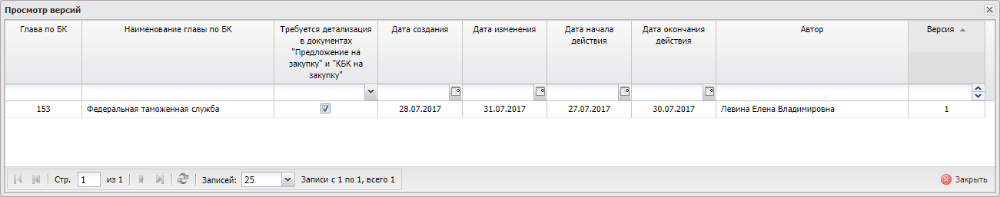 Просмотр версий
Глава по БК
Наименование главы по БК
Требуется детализация
в документах
"Предложение на
закупку" и "КБК на
закупку"
Дата создания
Дата изменения
Дата начала
действия
Дата окончания
действия
Автор
Версия
153 Федеральная таможенная служба 28.07.2017 31.07.2017 27.07.2017 30.07.2017 Левина Елена Владимировна 1
Стр. 1 из 1 Записей: 25 Записи с 1 по 1, всего 1 Закрыть